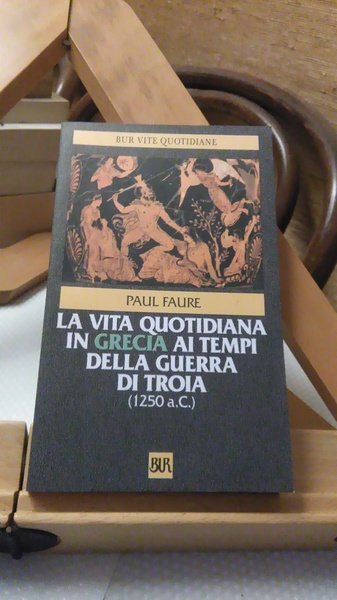 BUR VITE QUOTIDIANE
PAUL FAURE
LA VITA QUOTIDIANA
IN GRECIA AI TEMPI
DELLA GUERRA
DI TROIA
(1250 a.C.)
BUR